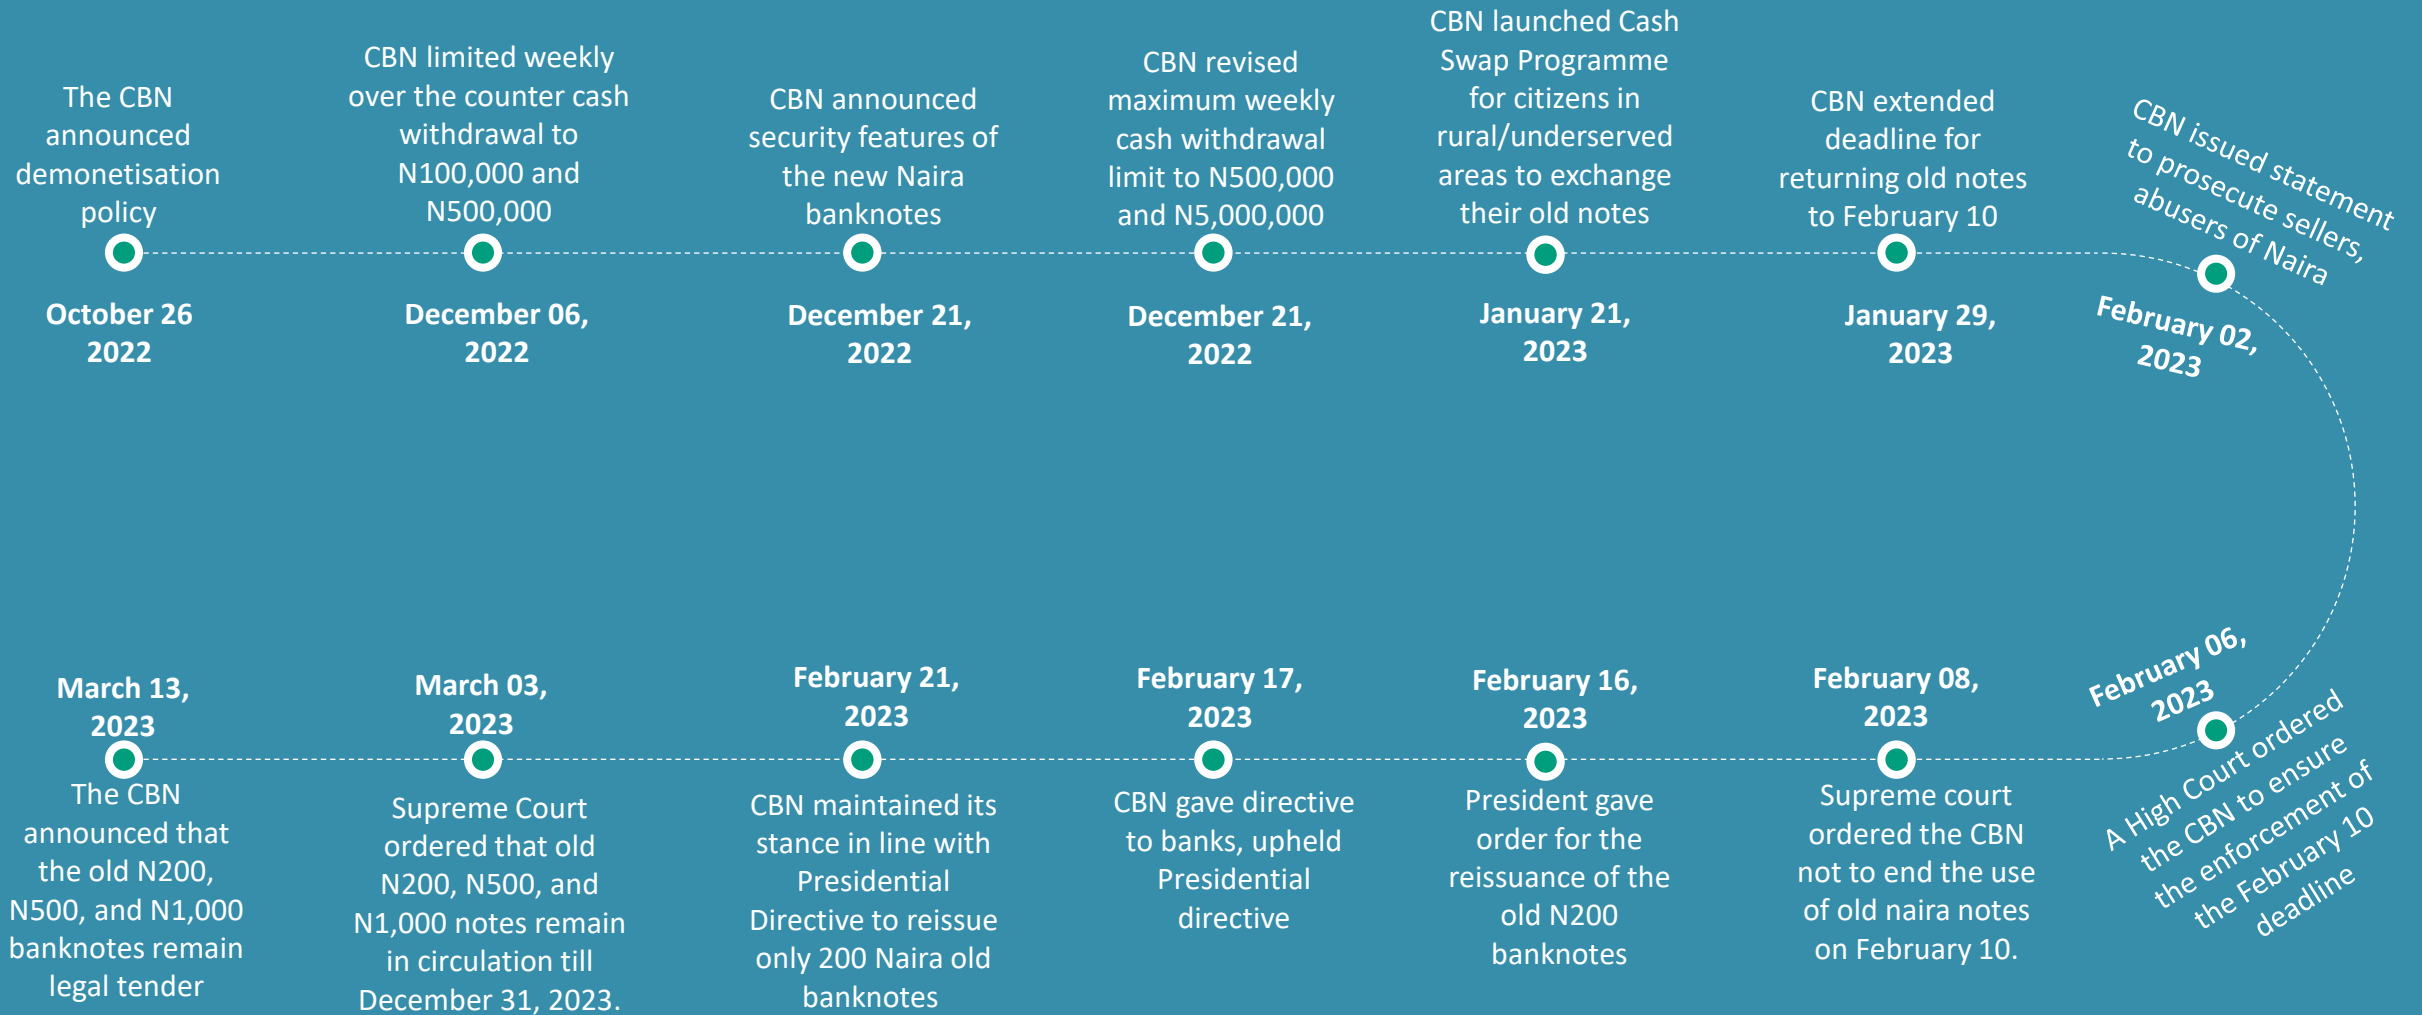 The CBN
announced
demonetisation
policy
October 26
2022
CBN limited weekly
over the counter cash
withdrawal to
N100,000 and
N500,000
December 06,
2022
CBN announced
security features of
the new Naira
banknotes
December 21,
2022
CBN revised
maximum weekly
cash withdrawal
limit to N500,000
and N5,000,000
December 21,
2022
CBN launched Cash
Swap Programme
for citizens in
rural/underserved
areas to exchange
their old notes
January 21,
2023
CBN extended
deadline for
returning old notes
to February 10
January 29,
2023
CBN issued statement
to prosecute sellers,
abusers of Naira
February 02,
2023
February 06,
2023
A High Court ordered
the CBN to ensure
the enforcement of
the February 10
deadline
February 08,
2023
Supreme court
ordered the CBN
not to end the use
of old naira notes
on February 10.
February 16,
2023
President gave
order for the
reissuance of the
old N200
banknotes
February 17,
2023
CBN gave directive
to banks, upheld
Presidential
directive
February 21,
2023
CBN maintained its
stance in line with
Presidential
Directive to reissue
only 200 Naira old
banknotes
March 03,
2023
Supreme Court
ordered that old
N200, N500, and
N1,000 notes remain
in circulation till
December 31, 2023.
March 13,
2023
The CBN
announced that
the old N200,
N500, and N1,000
banknotes remain
legal tender